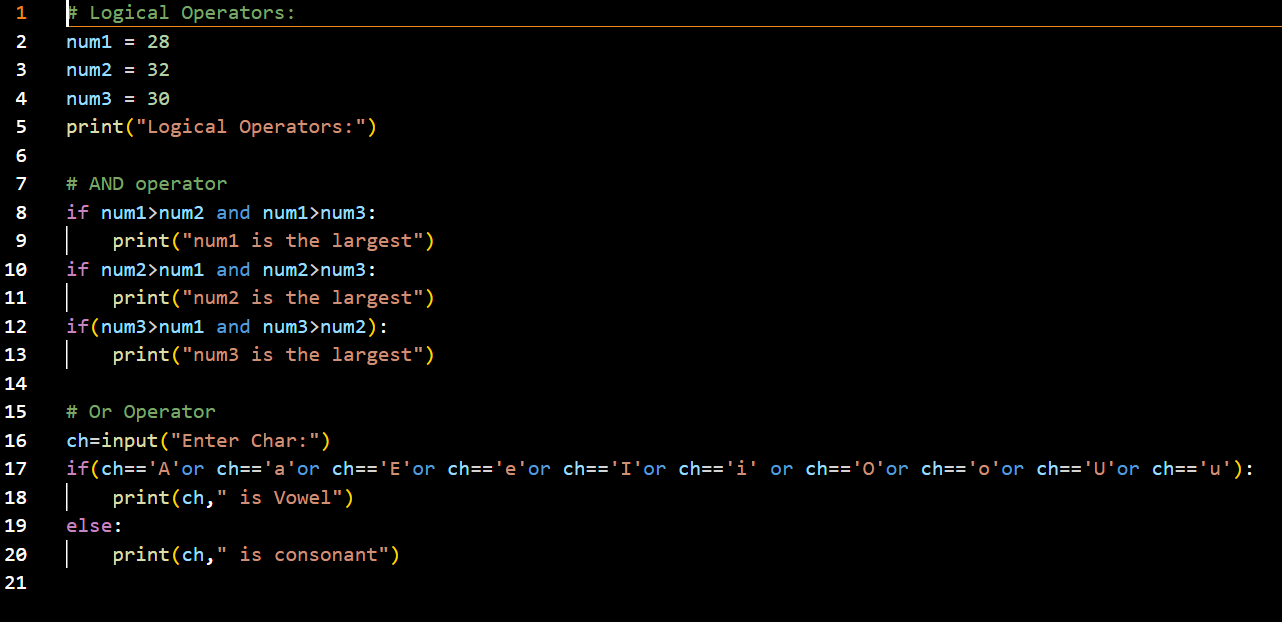 1 # Logical Operators:
2 num1 = 28
3 num2 = 32
4 num3 = 30
5 print("Logical Operators:")
6
7 # AND operator
8 if num1>num2 and num1>num3:
9     print("num1 is the largest")
10 if num2>num1 and num2>num3:
11     print("num2 is the largest")
12 if(num3>num1 and num3>num2):
13     print("num3 is the largest")
14
15 # Or Operator
16 ch=input("Enter Char:")
17 if(ch=='A'or ch=='a'or ch=='E'or ch=='e'or ch=='I'or ch=='i' or ch=='O'or ch=='o'or ch=='U'or ch=='u'):
18     print(ch," is Vowel")
19 else:
20     print(ch," is consonant")
21